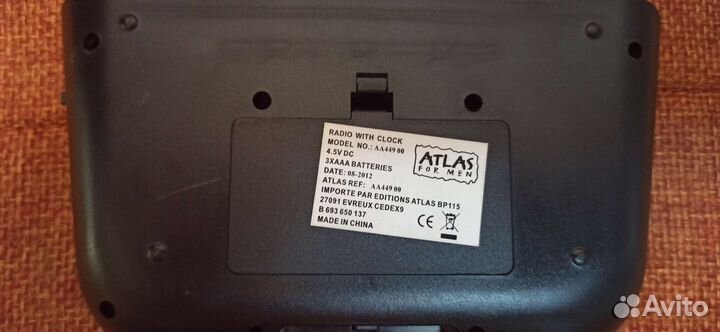 RADIO WITH CLOCK
MODEL NO.: AA449 00
4.5V DC
3XAAA BATTERIES
DATE: 08-2012
ATLAS REF: AA449 00
IMPORTE PAR EDITIONS ATLAS BP115
27091 EVREUX CEDEX9
B 693 650 137
MADE IN CHINA
ATLAS
FOR MEN
CE
Avito